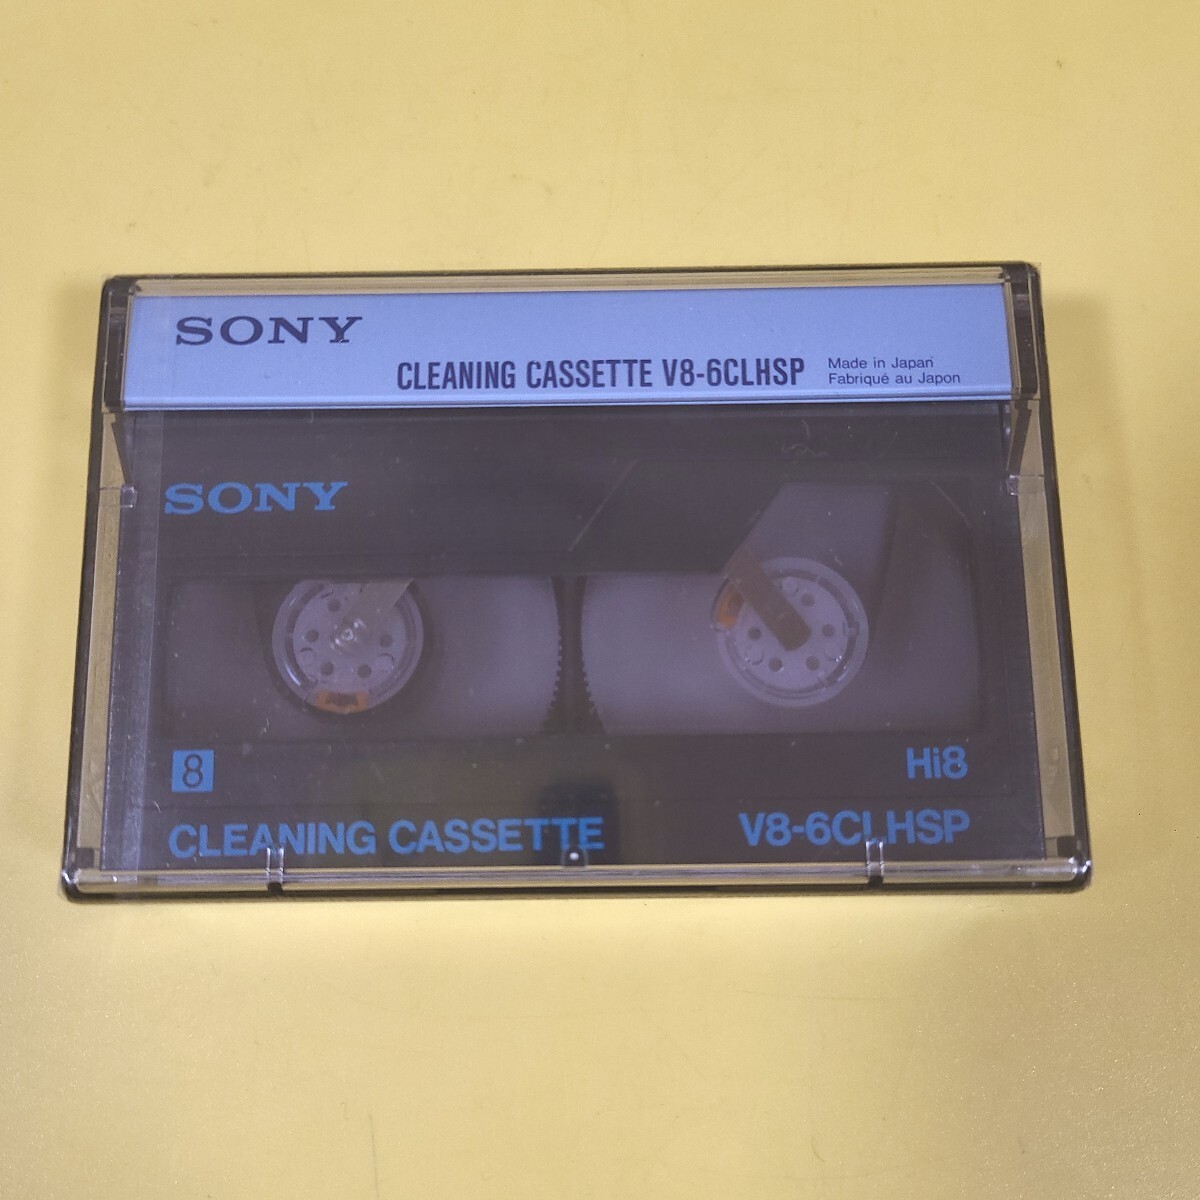 SONY
CLEANING CASSETTE V8-6CLHSP
Made in Japan
Fabriqué au Japon
SONY
8
Hi8
CLEANING CASSETTE
V8-6CLHSP